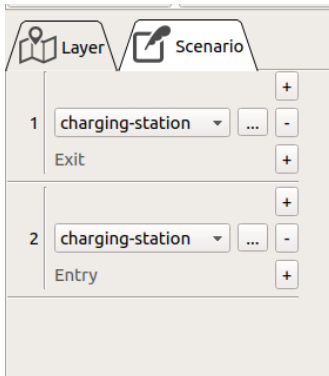 Layer Scenario
+
1 charging-station ... -
Exit +
+
2 charging-station ... -
Entry +